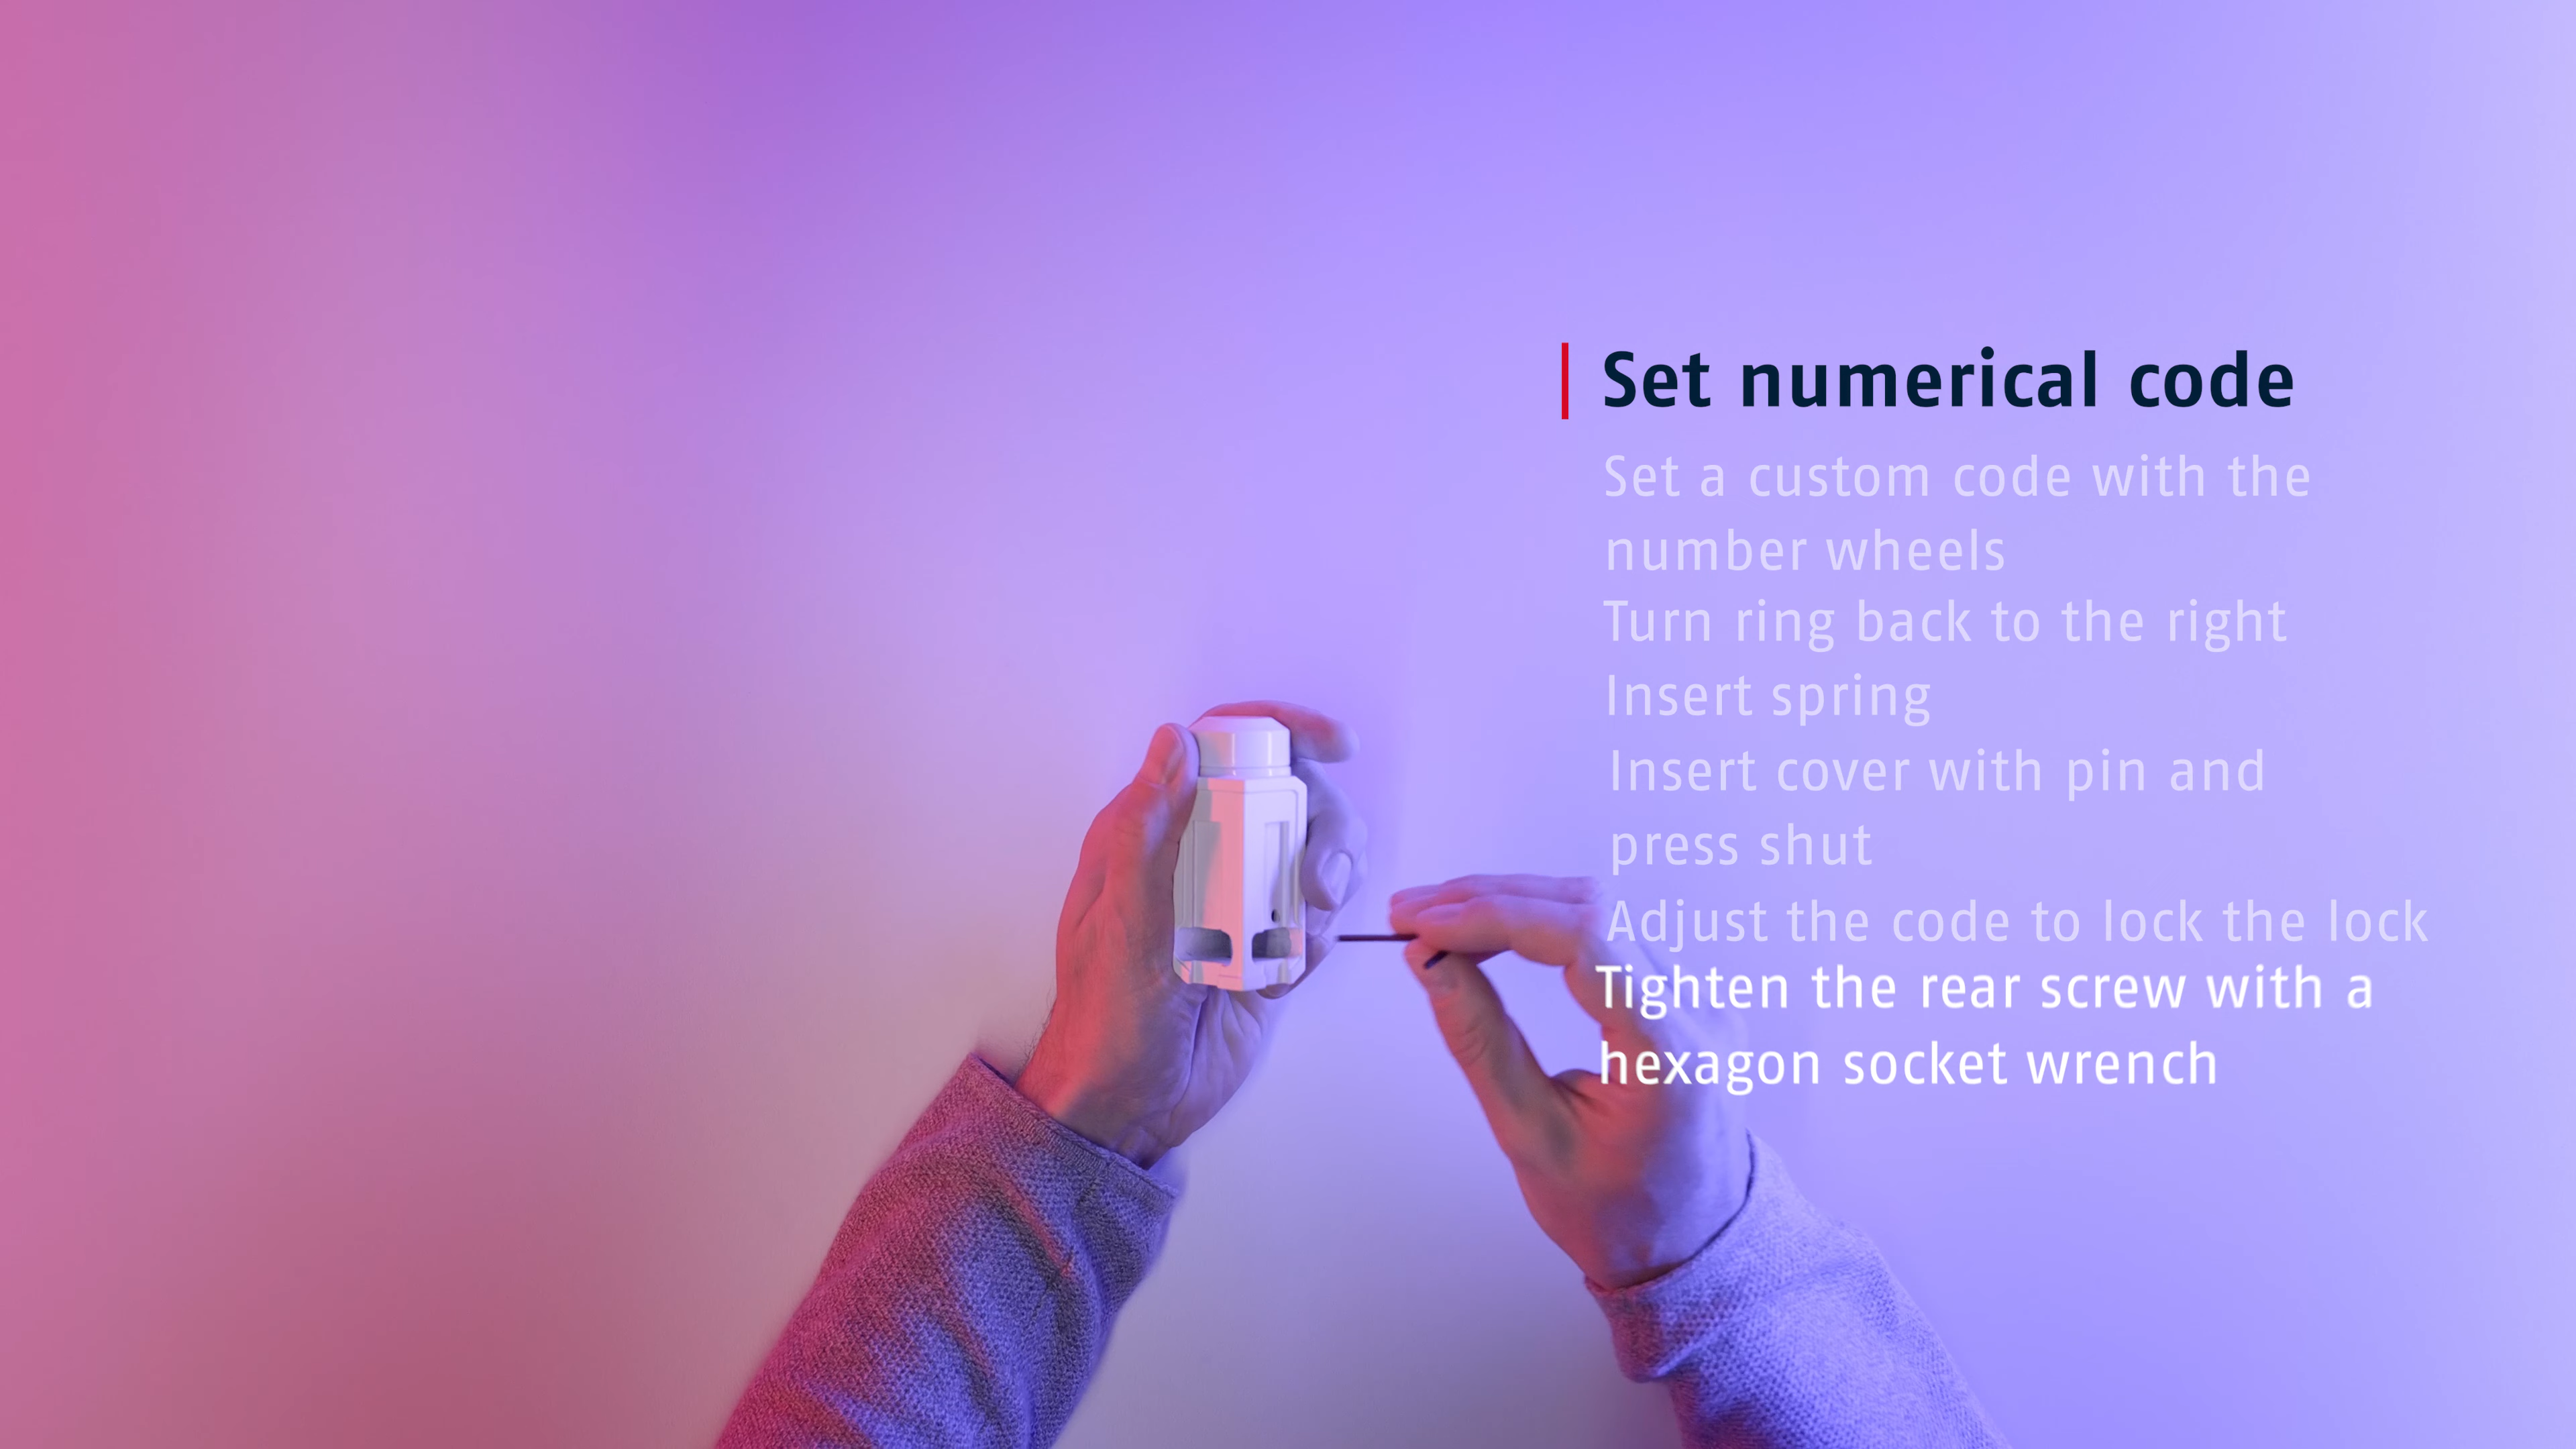 Set numerical code
Set a custom code with the
number wheels
Turn ring back to the right
Insert spring
Insert cover with pin and
press shut
Adjust the code to lock the lock
Tighten the rear screw with a
hexagon socket wrench